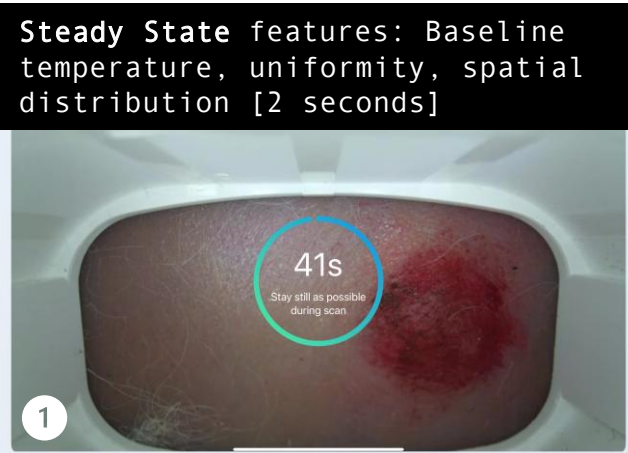 Steady State features: Baseline
temperature, uniformity, spatial
distribution [2 seconds]
41s
Stay still as possible
during scan
1